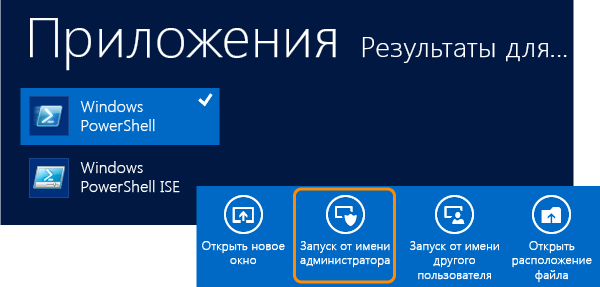 Приложения Результаты для...
Windows
PowerShell
Windows
PowerShell ISE
Открыть новое
окно
Запуск от имени
администратора
Запуск от имени
другого
пользователя
Открыть
расположение
файла